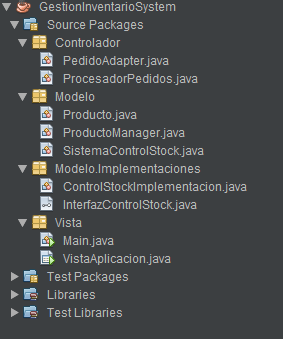 GestionInventarioSystem
Source Packages
Controlador
PedidoAdapter.java
ProcesadorPedidos.java
Modelo
Producto.java
ProductoManager.java
SistemaControlStock.java
Modelo.Implementaciones
ControlStockImplementacion.java
InterfazControlStock.java
Vista
Main.java
VistaAplicacion.java
Test Packages
Libraries
Test Libraries